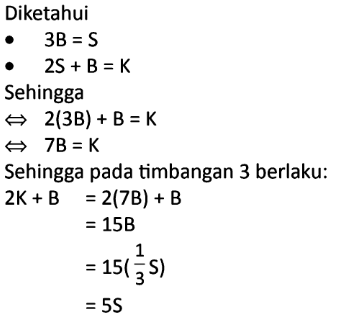 Diketahui
• 3B = S
• 2S + B = K
Sehingga
⇔ 2(3B) + B = K
⇔ 7B = K
Sehingga pada timbangan 3 berlaku:
2K + B = 2(7B) + B
= 15B
= 15(1/3 S)
= 5S